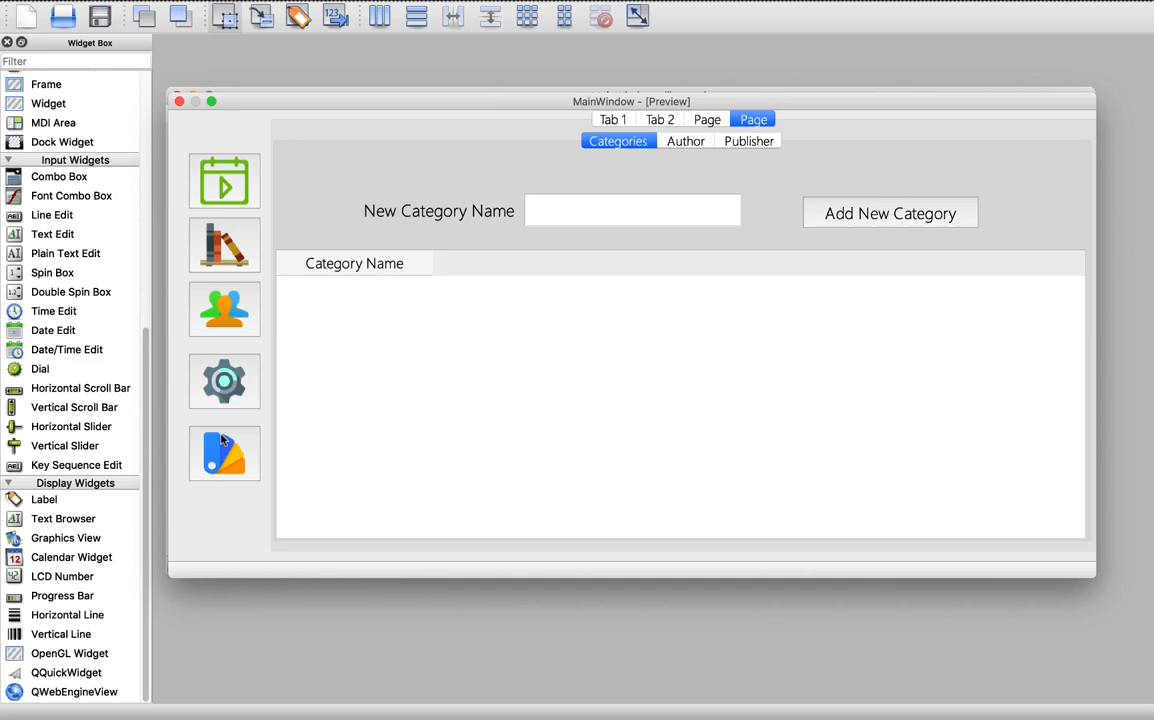 123
Widget Box
Filter
Frame
Widget
MDI Area
Dock Widget
Input Widgets
Combo Box
Font Combo Box
Line Edit
Text Edit
Plain Text Edit
Spin Box
Double Spin Box
Time Edit
Date Edit
Date/Time Edit
Dial
Horizontal Scroll Bar
Vertical Scroll Bar
Horizontal Slider
Vertical Slider
Key Sequence Edit
Display Widgets
Label
Text Browser
Graphics View
Calendar Widget
LCD Number
Progress Bar
Horizontal Line
Vertical Line
OpenGL Widget
QQuickWidget
QWebEngineView
MainWindow - [Preview]
Tab 1 Tab 2 Page Page
Categories Author Publisher
New Category Name Add New Category
Category Name